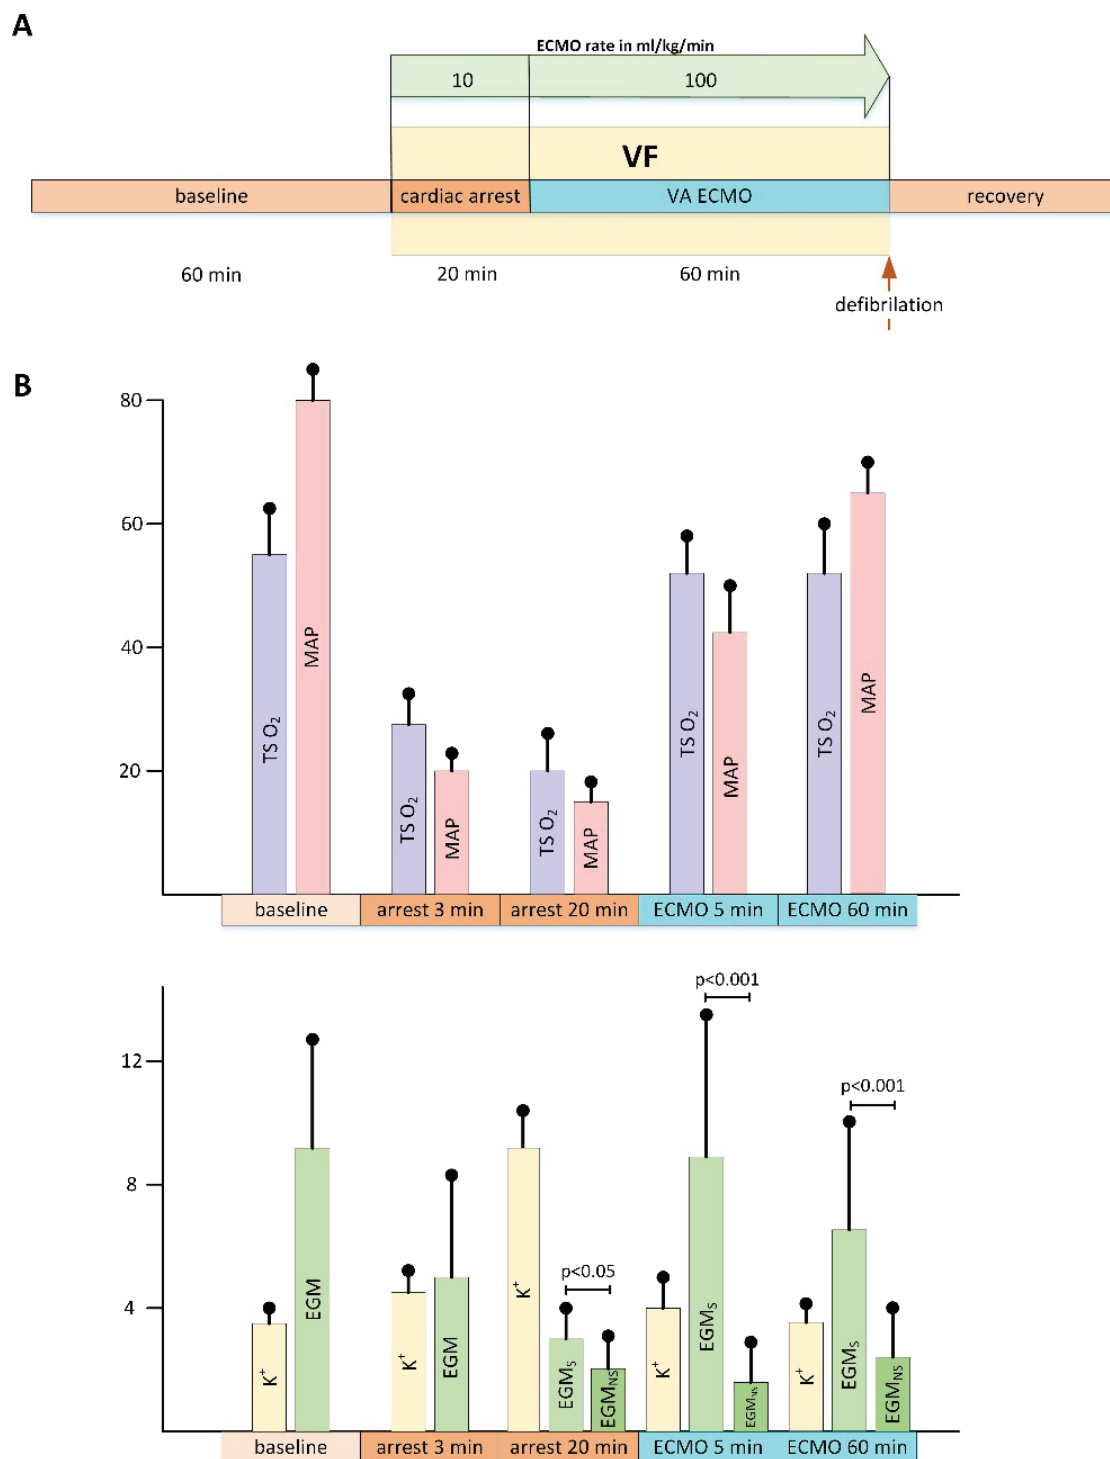 A
ECMO rate in ml/kg/min
10 100
VF
baseline cardiac arrest VA ECMO recovery
60 min 20 min 60 min
defibrilation
B
80
60
40
20
TS O₂ MAP TS O₂ MAP TS O₂ MAP TS O₂ MAP TS O₂ MAP
baseline arrest 3 min arrest 20 min ECMO 5 min ECMO 60 min
p<0.001
12
p<0.001
8
p<0.05
4
K⁺ EGM K⁺ EGM K⁺ EGMₛ EGM_NS K⁺ EGMₛ EGM_NS K⁺ EGMₛ EGM_NS
baseline arrest 3 min arrest 20 min ECMO 5 min ECMO 60 min